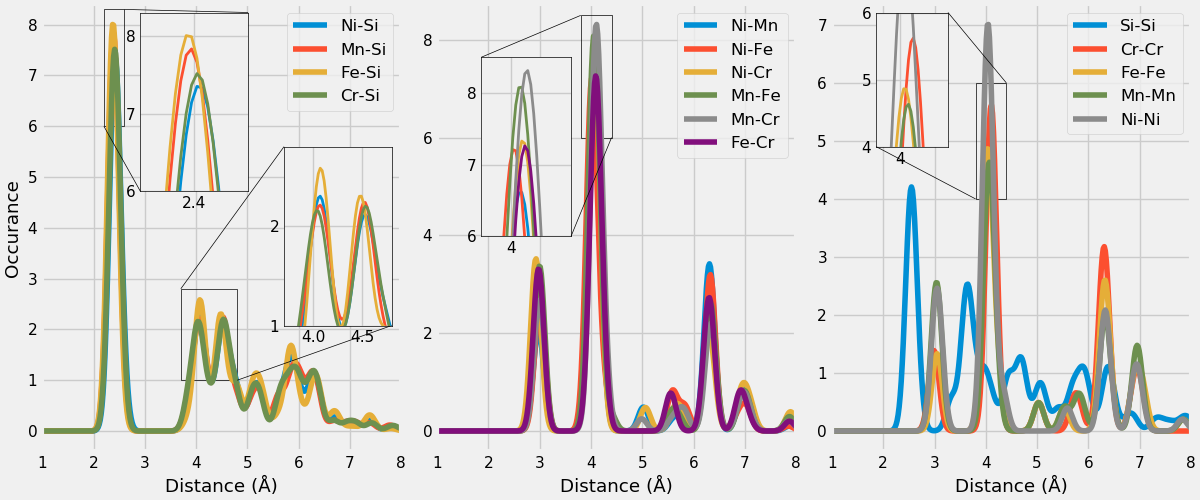 Ni-Si
Mn-Si
Fe-Si
Cr-Si
8
7
6
5
4
3
2
1
0
8
7
6
2.4
2
1
4.0 4.5
1 2 3 4 5 6 7 8
Distance (Å)
Occurance
Ni-Mn
Ni-Fe
Ni-Cr
Mn-Fe
Mn-Cr
Fe-Cr
8
6
4
2
0
8
7
6
4
1 2 3 4 5 6 7 8
Distance (Å)
Si-Si
Cr-Cr
Fe-Fe
Mn-Mn
Ni-Ni
7
6
5
4
3
2
1
0
6
5
4
4
1 2 3 4 5 6 7 8
Distance (Å)